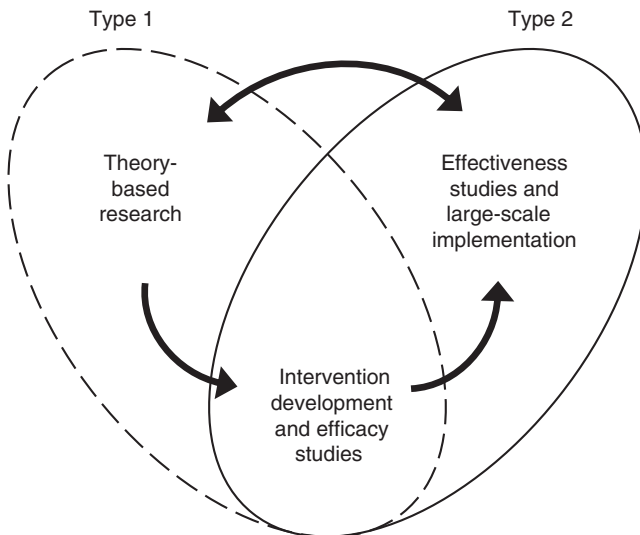 Type 1
Type 2
Theory-
based
research
Effectiveness
studies and
large-scale
implementation
Intervention
development
and efficacy
studies